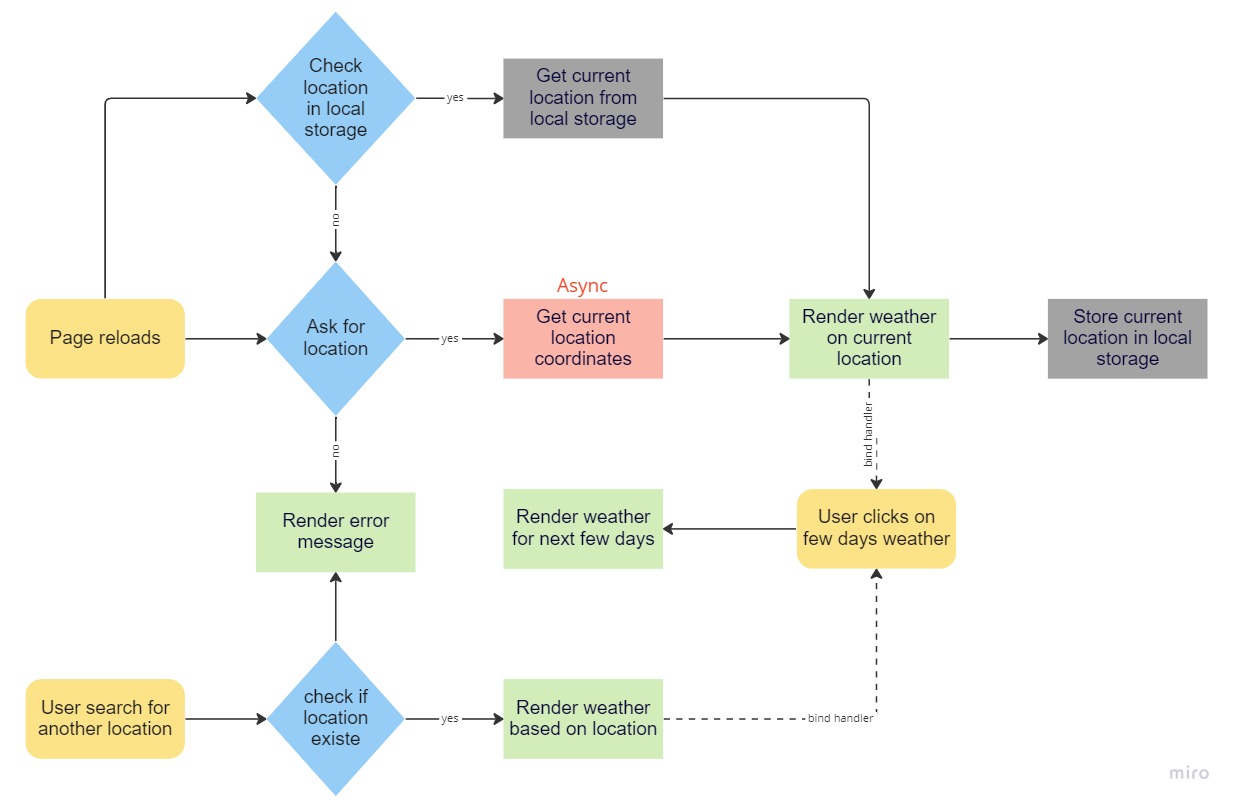 Check
location
in local
storage
yes
Get current
location from
local storage
no
Page reloads
Ask for
location
yes
Async
Get current
location
coordinates
Render weather
on current
location
Store current
location in local
storage
no
bind handler
Render error
message
Render weather
for next few days
User clicks on
few days weather
User search for
another location
check if
location
existe
yes
Render weather
based on location
bind handler
miro